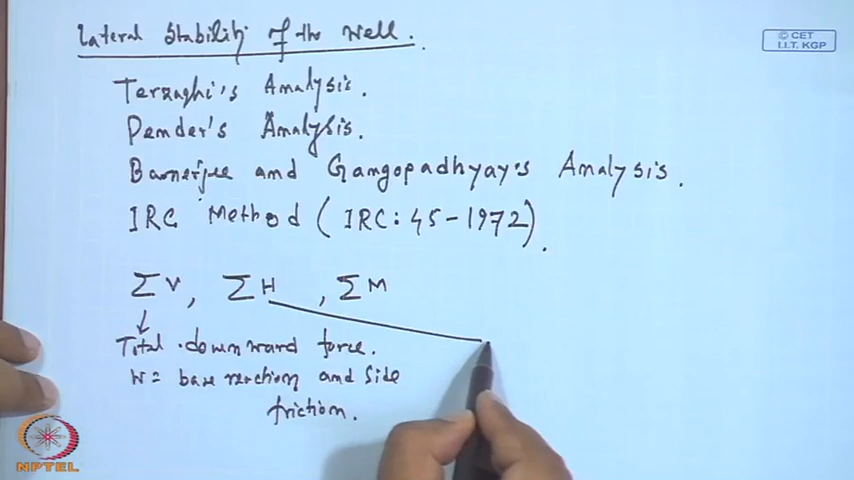 Lateral Stability of the Well.
© CET
I.I.T. KGP
Terzaghi's Analysis.
Pender's Analysis.
Banerjee and Gangopadhyay's Analysis.
IRC Method (IRC: 45-1972).
ΣV, ΣH, ΣM
Total downward force.
W = base reaction and side
friction.
NPTEL